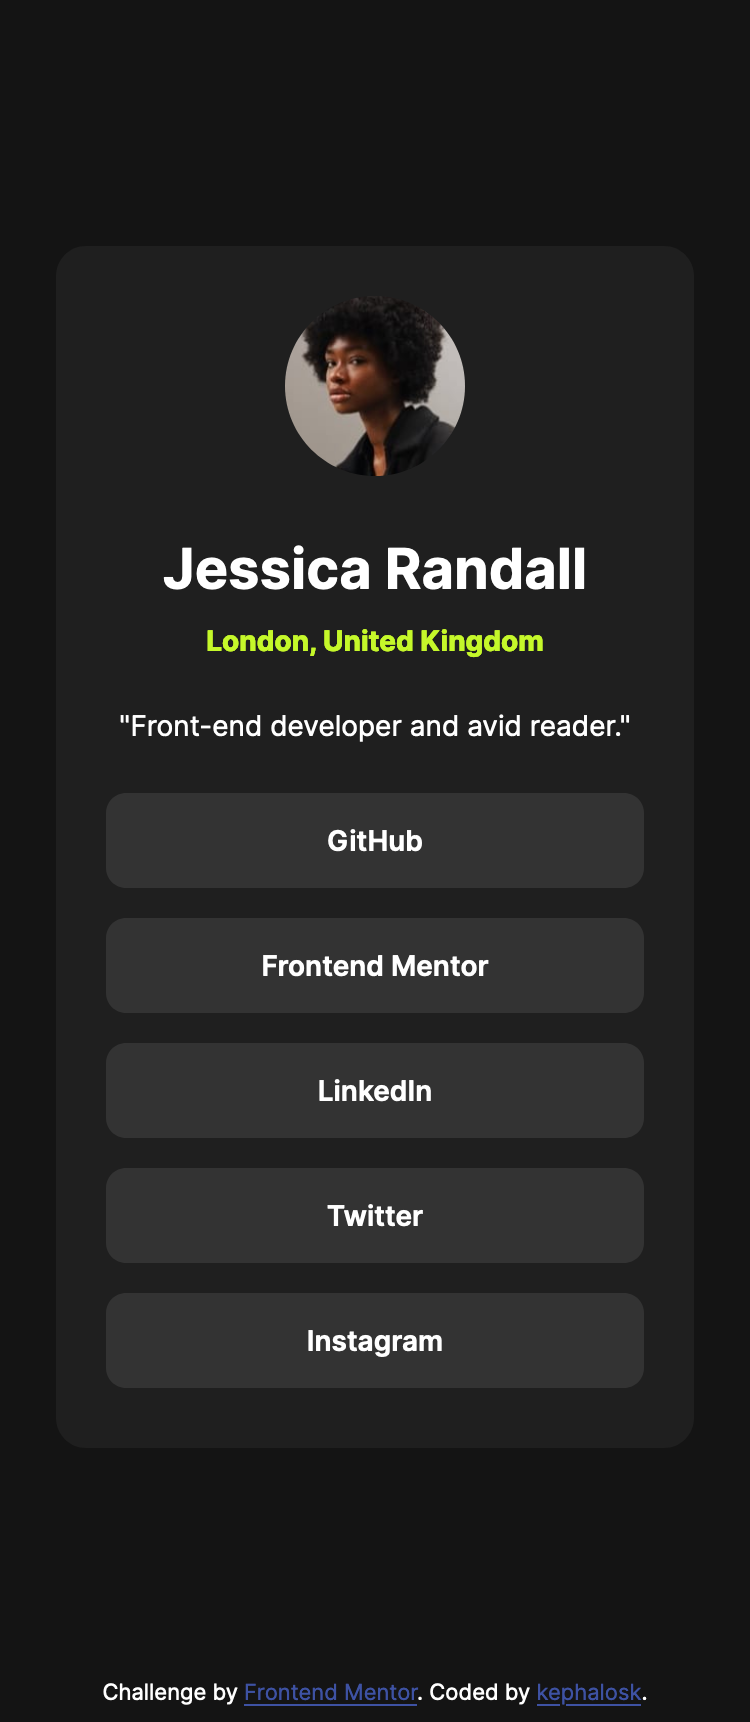 Jessica Randall
London, United Kingdom
"Front-end developer and avid reader."
GitHub
Frontend Mentor
LinkedIn
Twitter
Instagram
Challenge by Frontend Mentor. Coded by kephalosk.